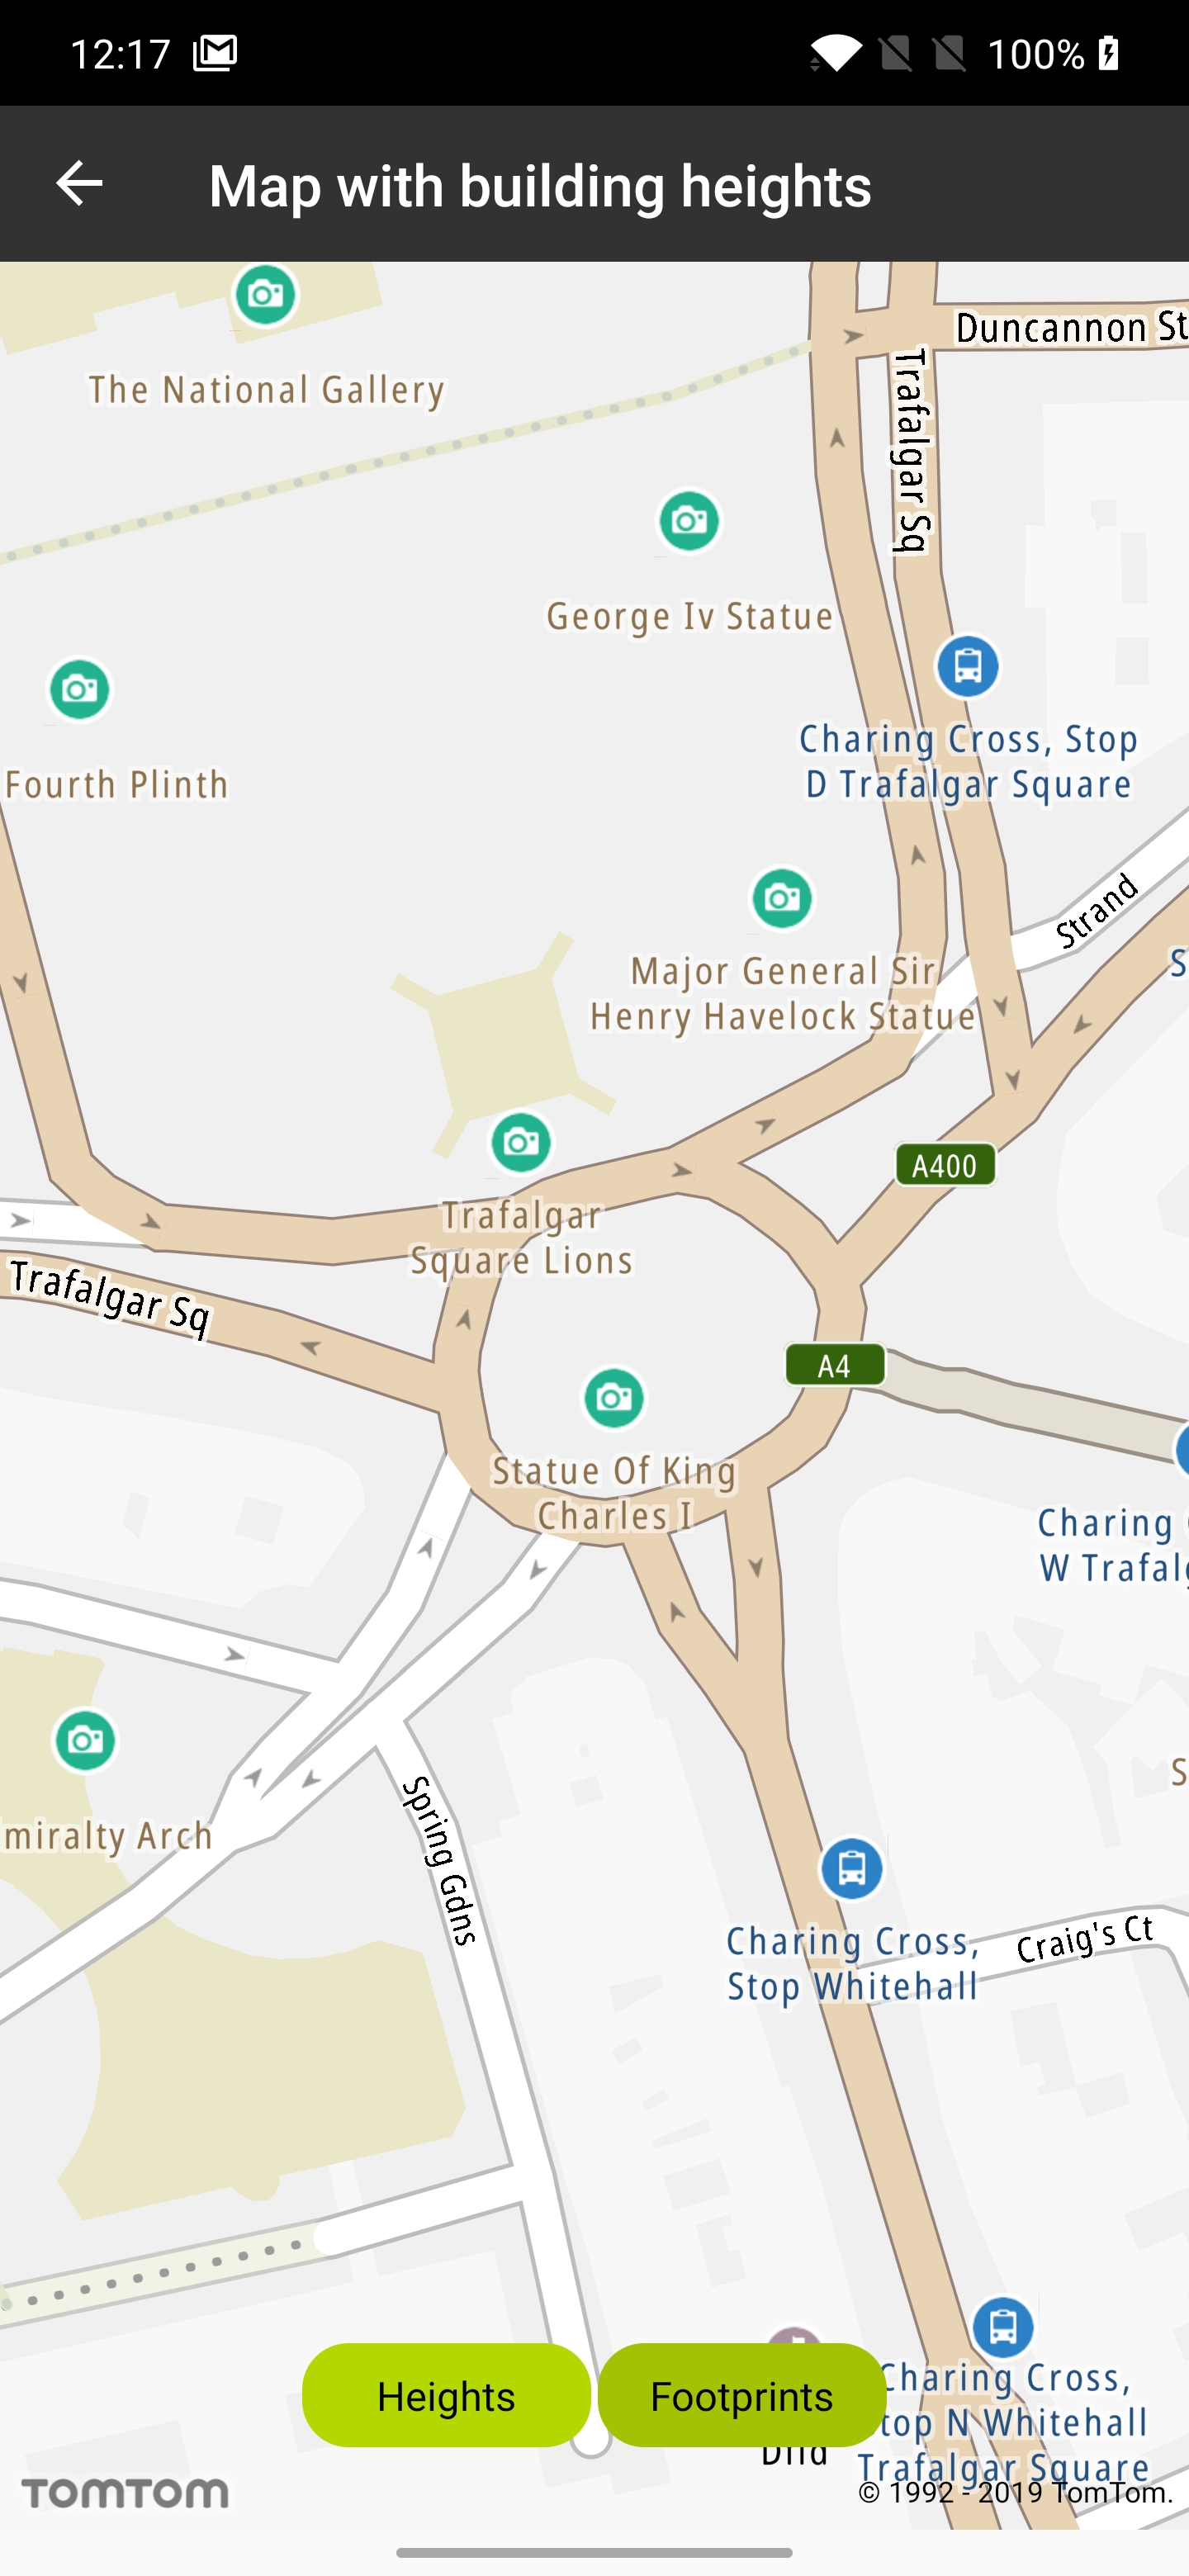 12:17
100%
Map with building heights
Duncannon St
The National Gallery
Trafalgar Sq
George Iv Statue
Charing Cross, Stop
D Trafalgar Square
Fourth Plinth
Strand
Major General Sir
Henry Havelock Statue
S
A400
Trafalgar
Square Lions
Trafalgar Sq
A4
Statue Of King
Charles I
Charing
W Trafalg
S
miralty Arch
Spring Gdns
Charing Cross,
Stop Whitehall
Craig's Ct
Heights
Footprints
Charing Cross,
top N Whitehall
Trafalgar Square
TOMTOM
© 1992 - 2019 TomTom.